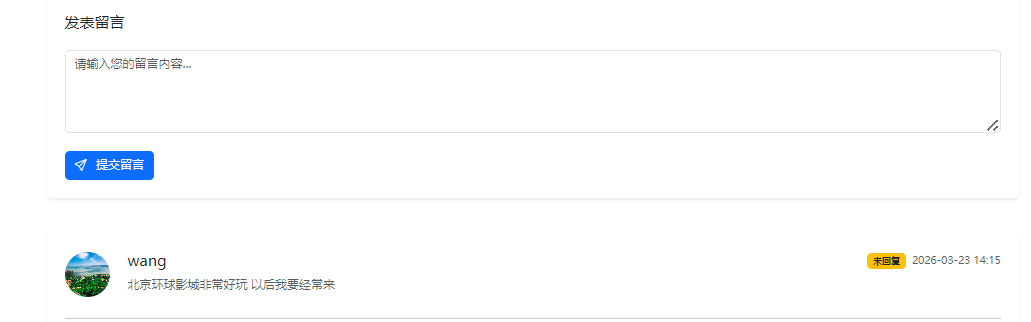 发表留言
请输入您的留言内容...
提交留言
wang
未回复 2026-03-23 14:15
北京环球影城非常好玩 以后我要经常来